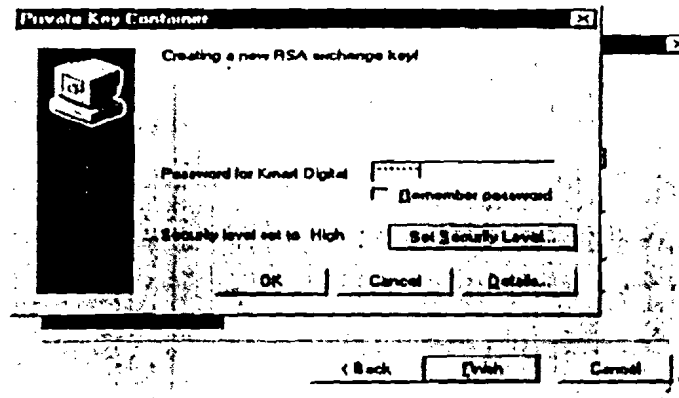 Private Key Container
Creating a new RSA exchange key!
Password for Kmail Digital
Remember password
Security level set to High
Set Security Level...
OK Cancel Details...
< Back Finish Cancel